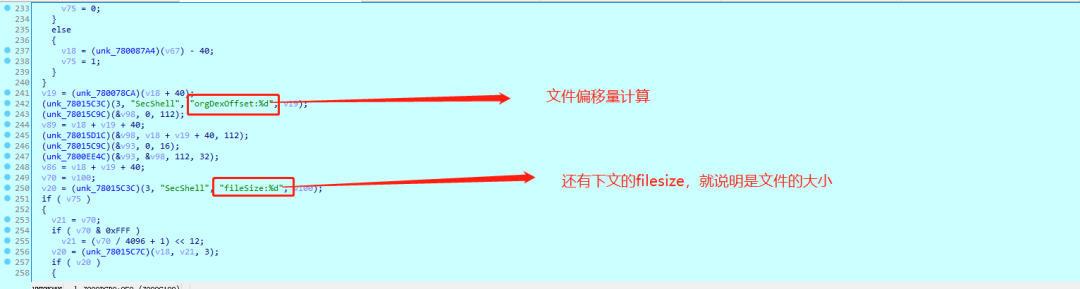 233 v75 = 0;
234 }
235 else
236 {
237 v18 = (unk_780087A4)(v67) - 40;
238 v75 = 1;
239 }
240 }
241 v19 = (unk_780078CA)(v18 + 40);
242 (unk_78015C3C)(3, "SecShell", "orgDexOffset:%d", v19);
文件偏移量计算
243 (unk_78015C9C)(&v98, 0, 112);
244 v89 = v18 + v19 + 40;
245 (unk_78015D1C)(&v98, v18 + v19 + 40, 112);
246 (unk_78015C9C)(&v93, 0, 16);
247 (unk_7800EE4C)(&v93, &v98, 112, 32);
248 v86 = v18 + v19 + 40;
249 v70 = v100;
250 v20 = (unk_78015C3C)(3, "SecShell", "fileSize:%d", v100);
还有下文的filesize，就说明是文件的大小
251 if ( v75 )
252 {
253 v21 = v70;
254 if ( v70 & 0xFFF )
255 v21 = (v70 / 4096 + 1) << 12;
256 v20 = (unk_78015C7C)(v18, v21, 3);
257 if ( v20 )
258 {